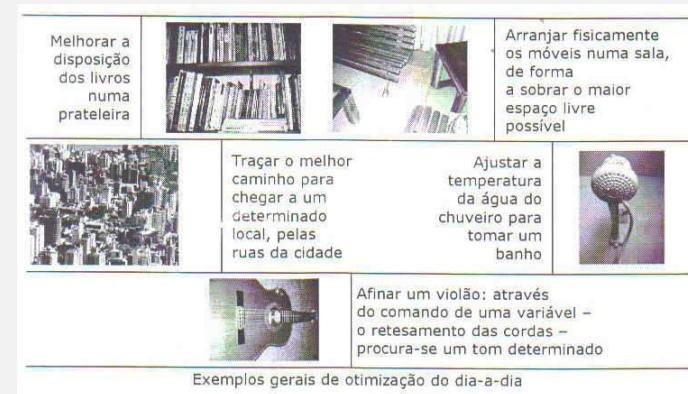 Melhorar a
disposição
dos livros
numa
prateleira
Arranjar fisicamente
os móveis numa sala,
de forma
a sobrar o maior
espaço livre
possível
Traçar o melhor
caminho para
chegar a um
determinado
local, pelas
ruas da cidade
Ajustar a
temperatura
da água do
chuveiro para
tomar um
banho
Afinar um violão: através
do comando de uma variável –
o retesamento das cordas –
procura-se um tom determinado
Exemplos gerais de otimização do dia-a-dia